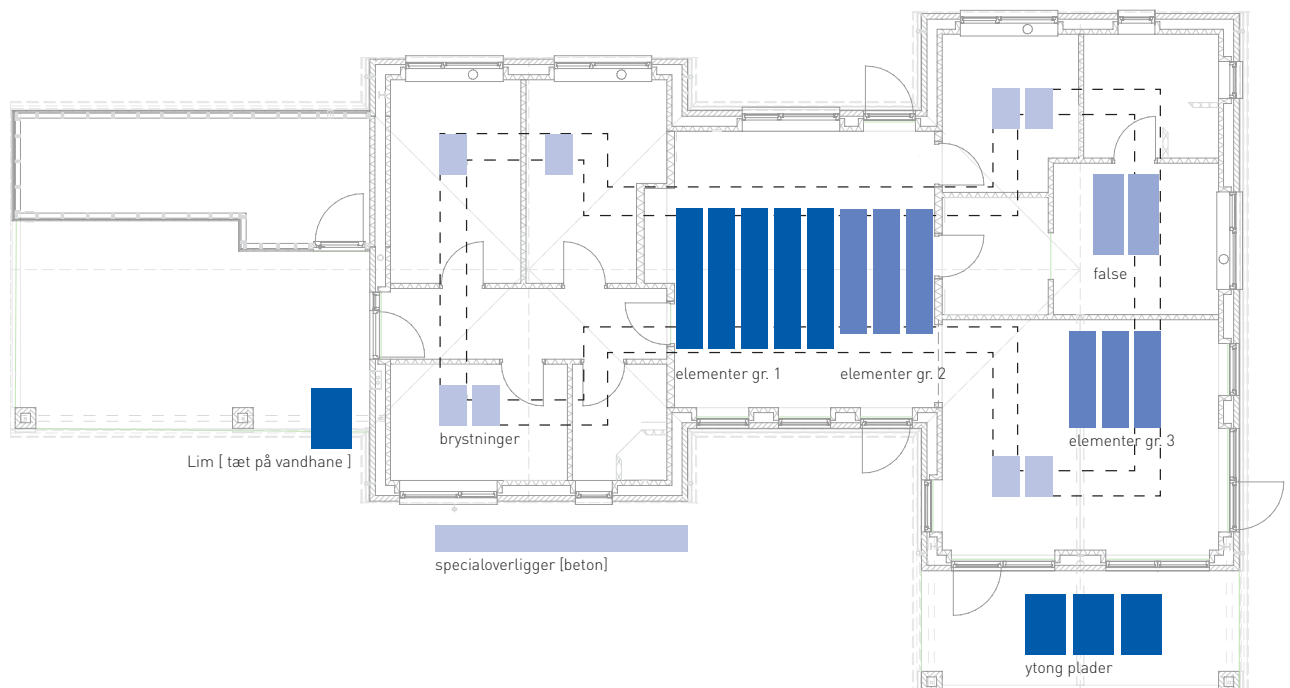 false
elementer gr. 1
elementer gr. 2
brystninger
elementer gr. 3
Lim [ tæt på vandhane ]
specialoverligger [beton]
ytong plader